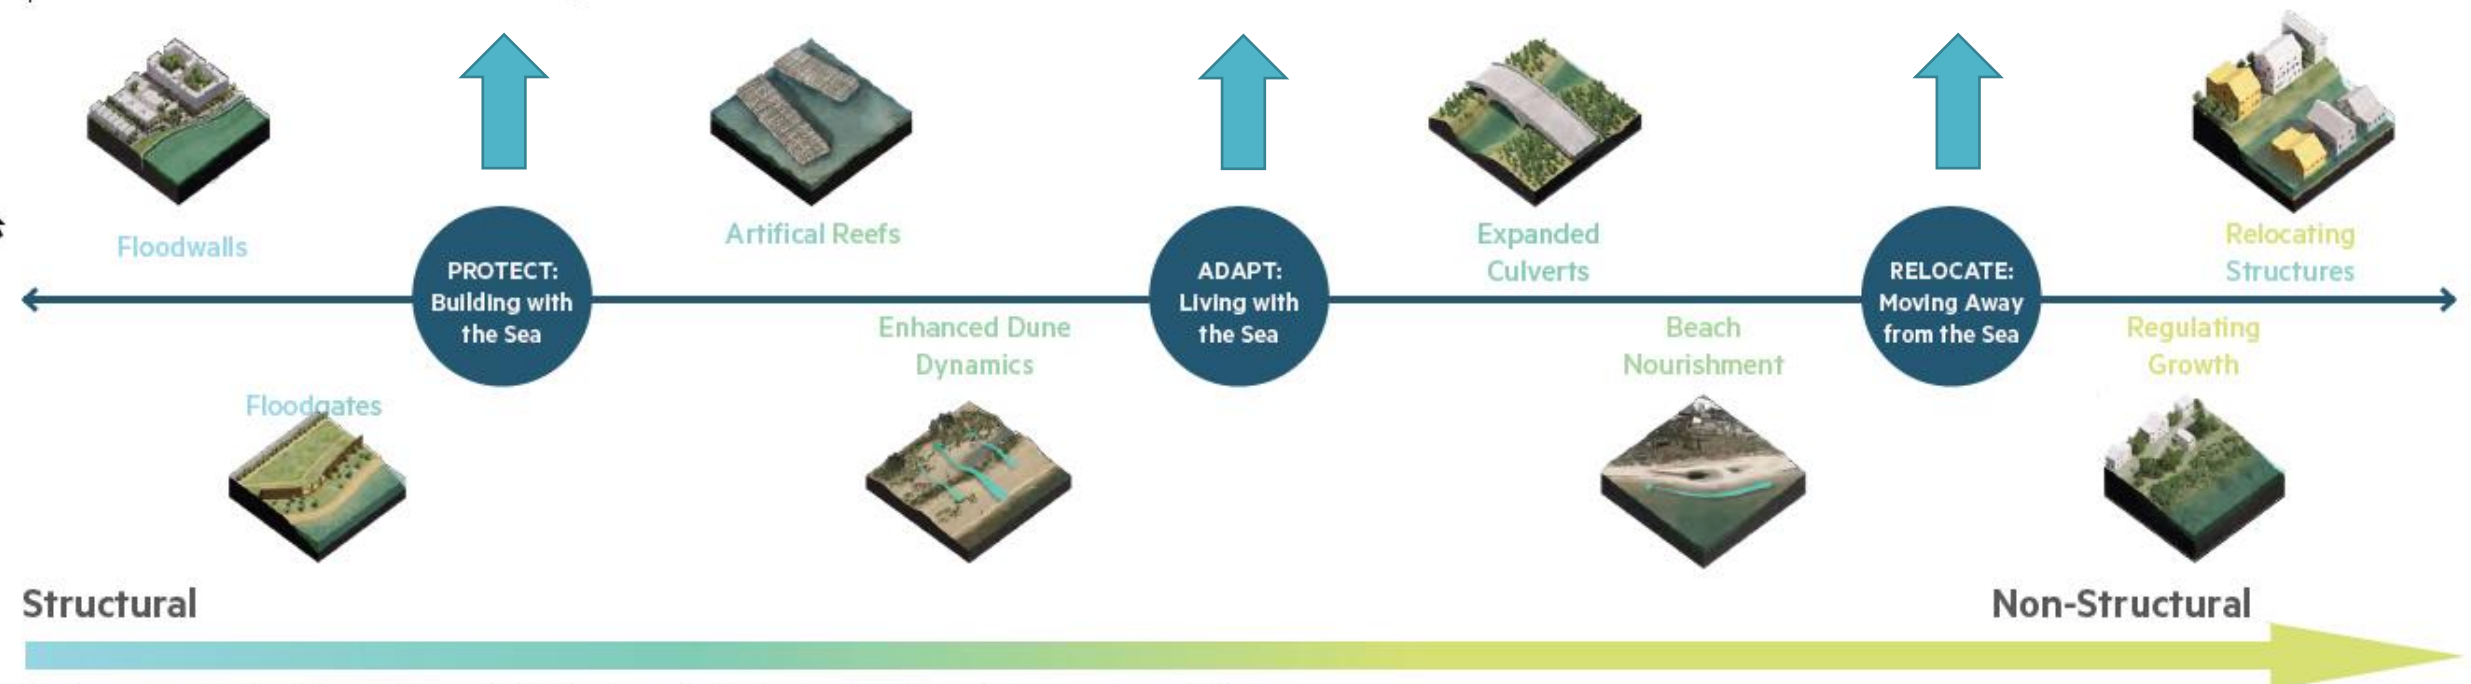 Floodwalls
PROTECT:
Building with
the Sea
Artifical Reefs
ADAPT:
Living with
the Sea
Expanded
Culverts
RELOCATE:
Moving Away
from the Sea
Relocating
Structures
Floodgates
Enhanced Dune
Dynamics
Beach
Nourishment
Regulating
Growth
Structural
Non-Structural